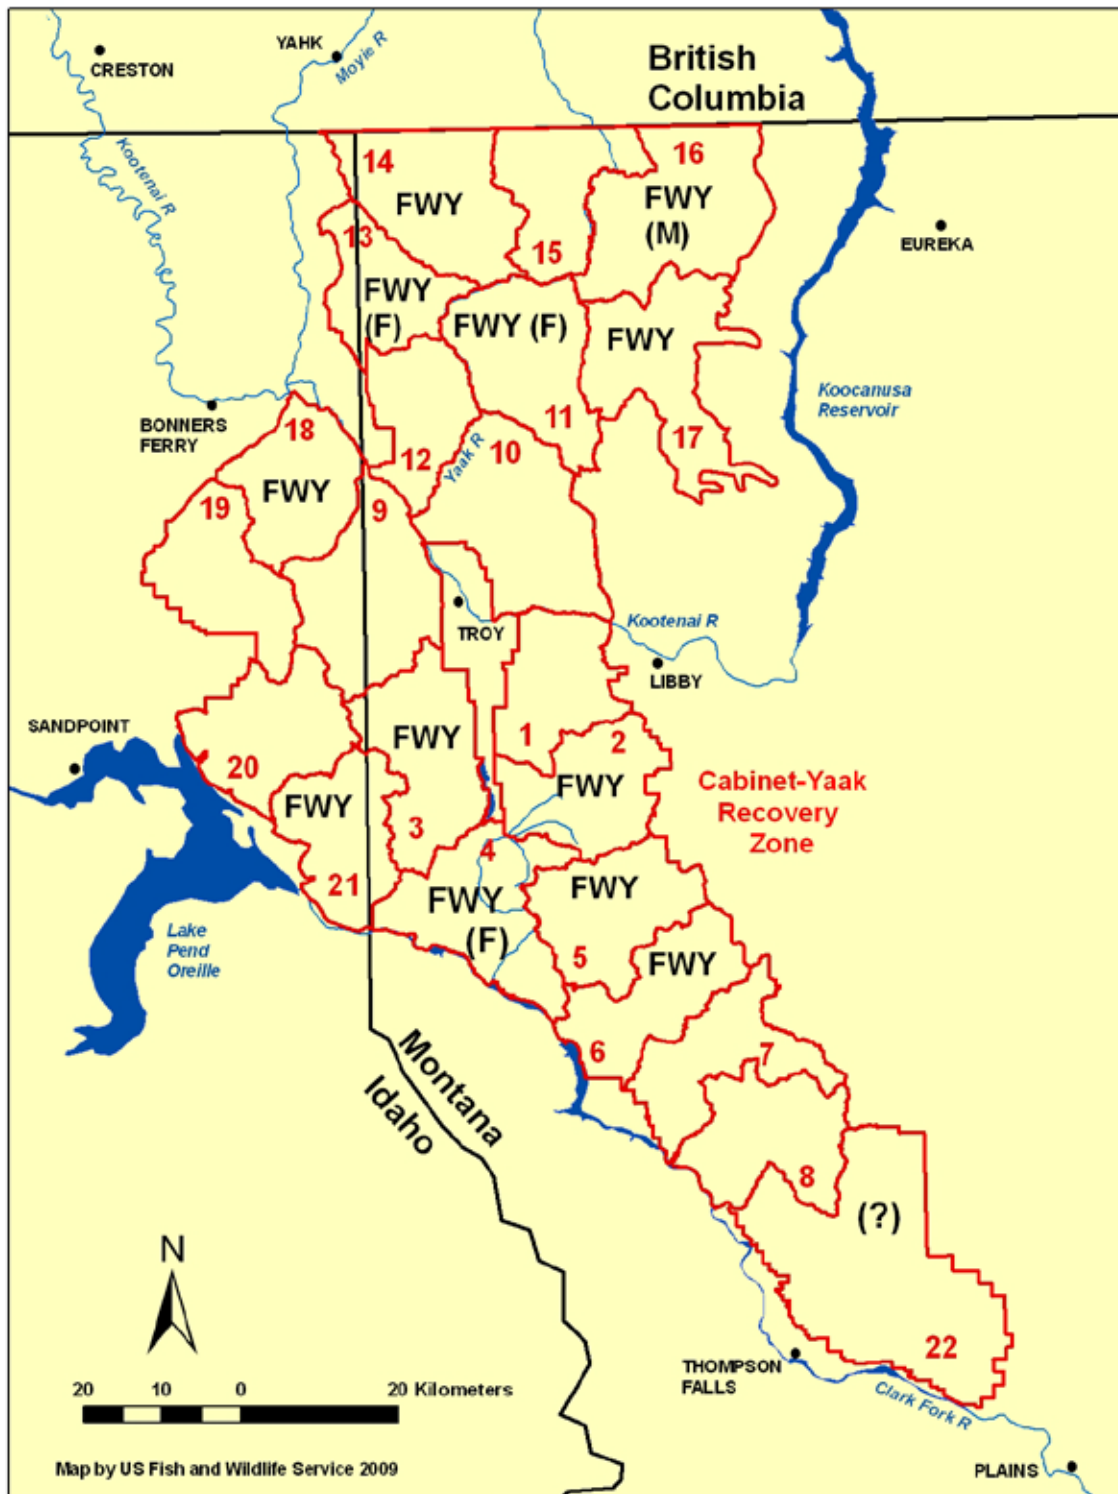 YAHK
CRESTON
Moyie R
British
Columbia
Kootenai R
14
16
FWY
FWY
(M)
13
15
EUREKA
FWY
(F)
FWY (F)
FWY
Koocanusa
Reservoir
BONNERS
FERRY
18
11
17
12
Yaak R
10
FWY
19
9
TROY
Kootenai R
LIBBY
SANDPOINT
FWY
1
2
20
FWY
FWY
Cabinet-Yaak
Recovery
Zone
3
4
21
FWY
(F)
FWY
Lake
Pend
Oreille
5
FWY
6
7
Montana
Idaho
8
(?)
N
22
THOMPSON
FALLS
Clark Fork R
20 10 0 20 Kilometers
Map by US Fish and Wildlife Service 2009
PLAINS